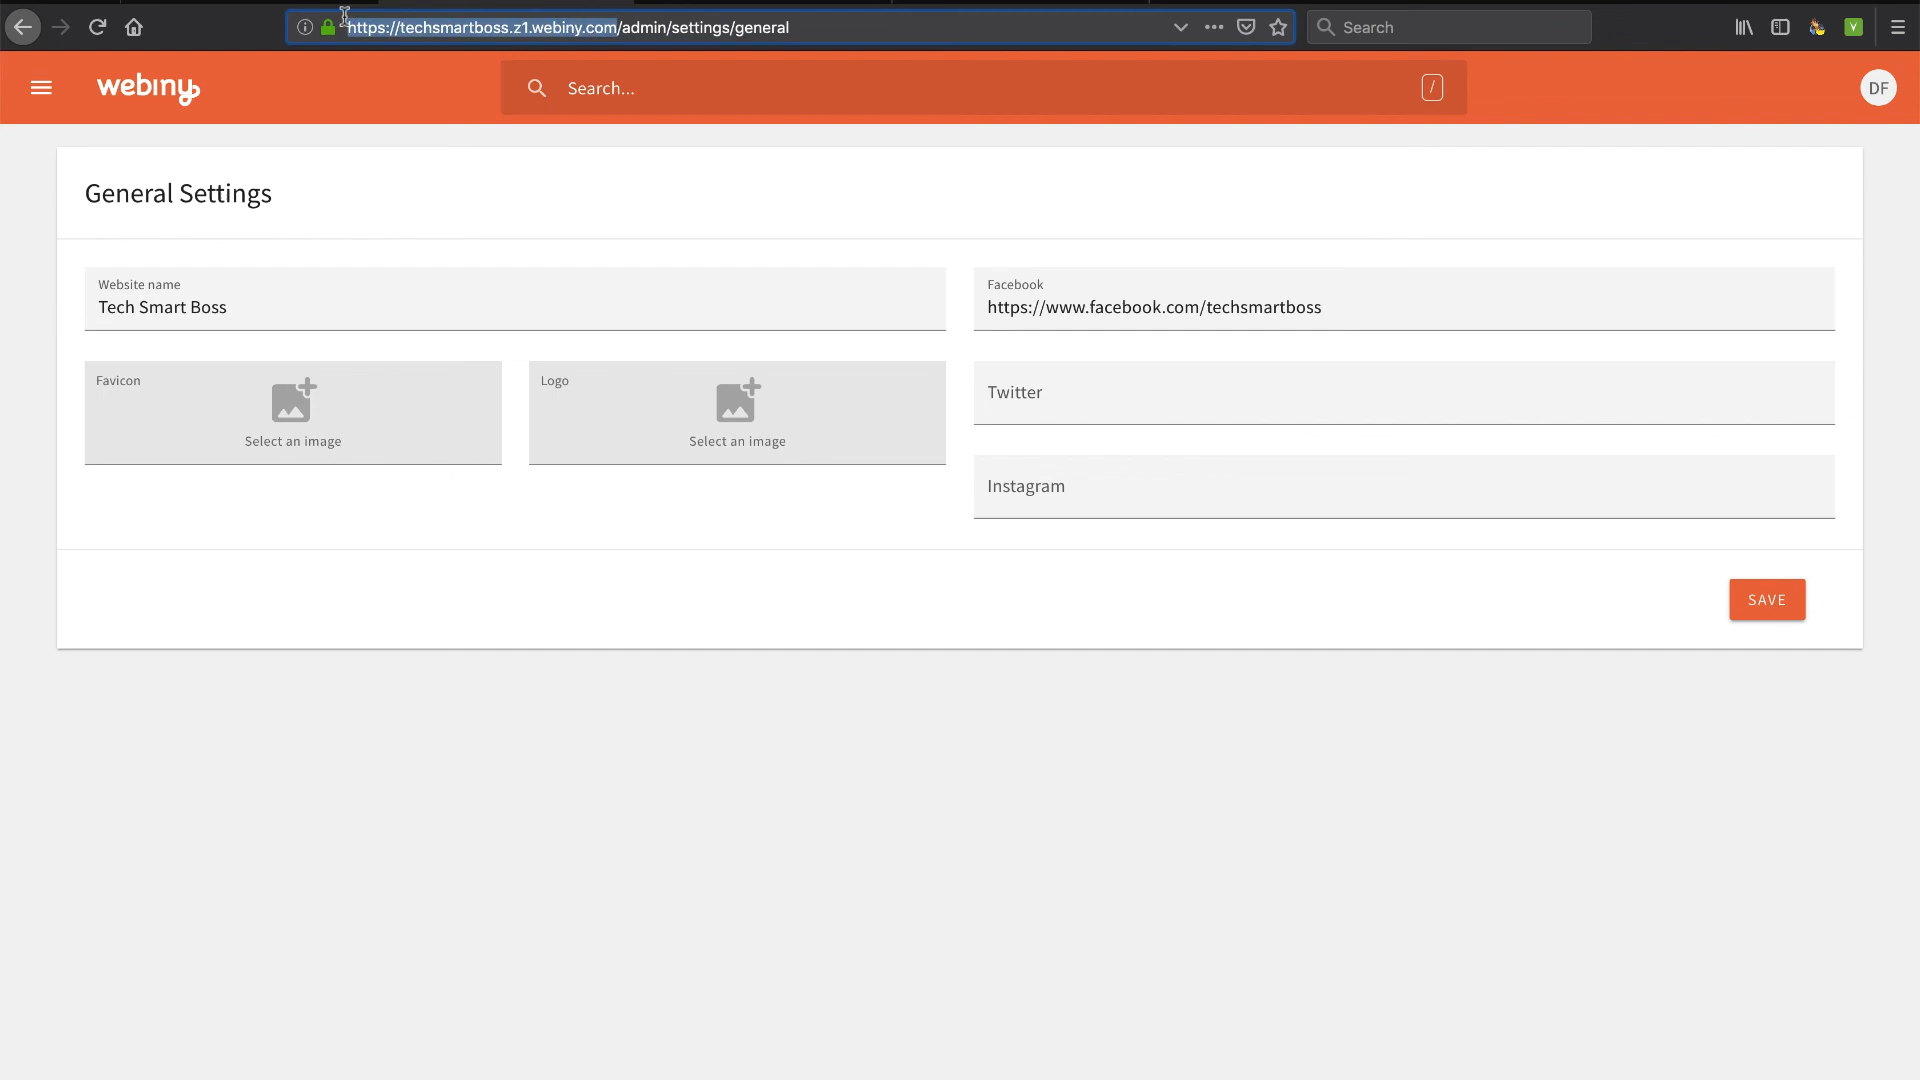 https://techsmartboss.z1.webiny.com/admin/settings/general
Search
V
webiny
Search...
/
DF
General Settings
Website name
Tech Smart Boss
Facebook
https://www.facebook.com/techsmartboss
Favicon
Select an image
Logo
Select an image
Twitter
Instagram
SAVE